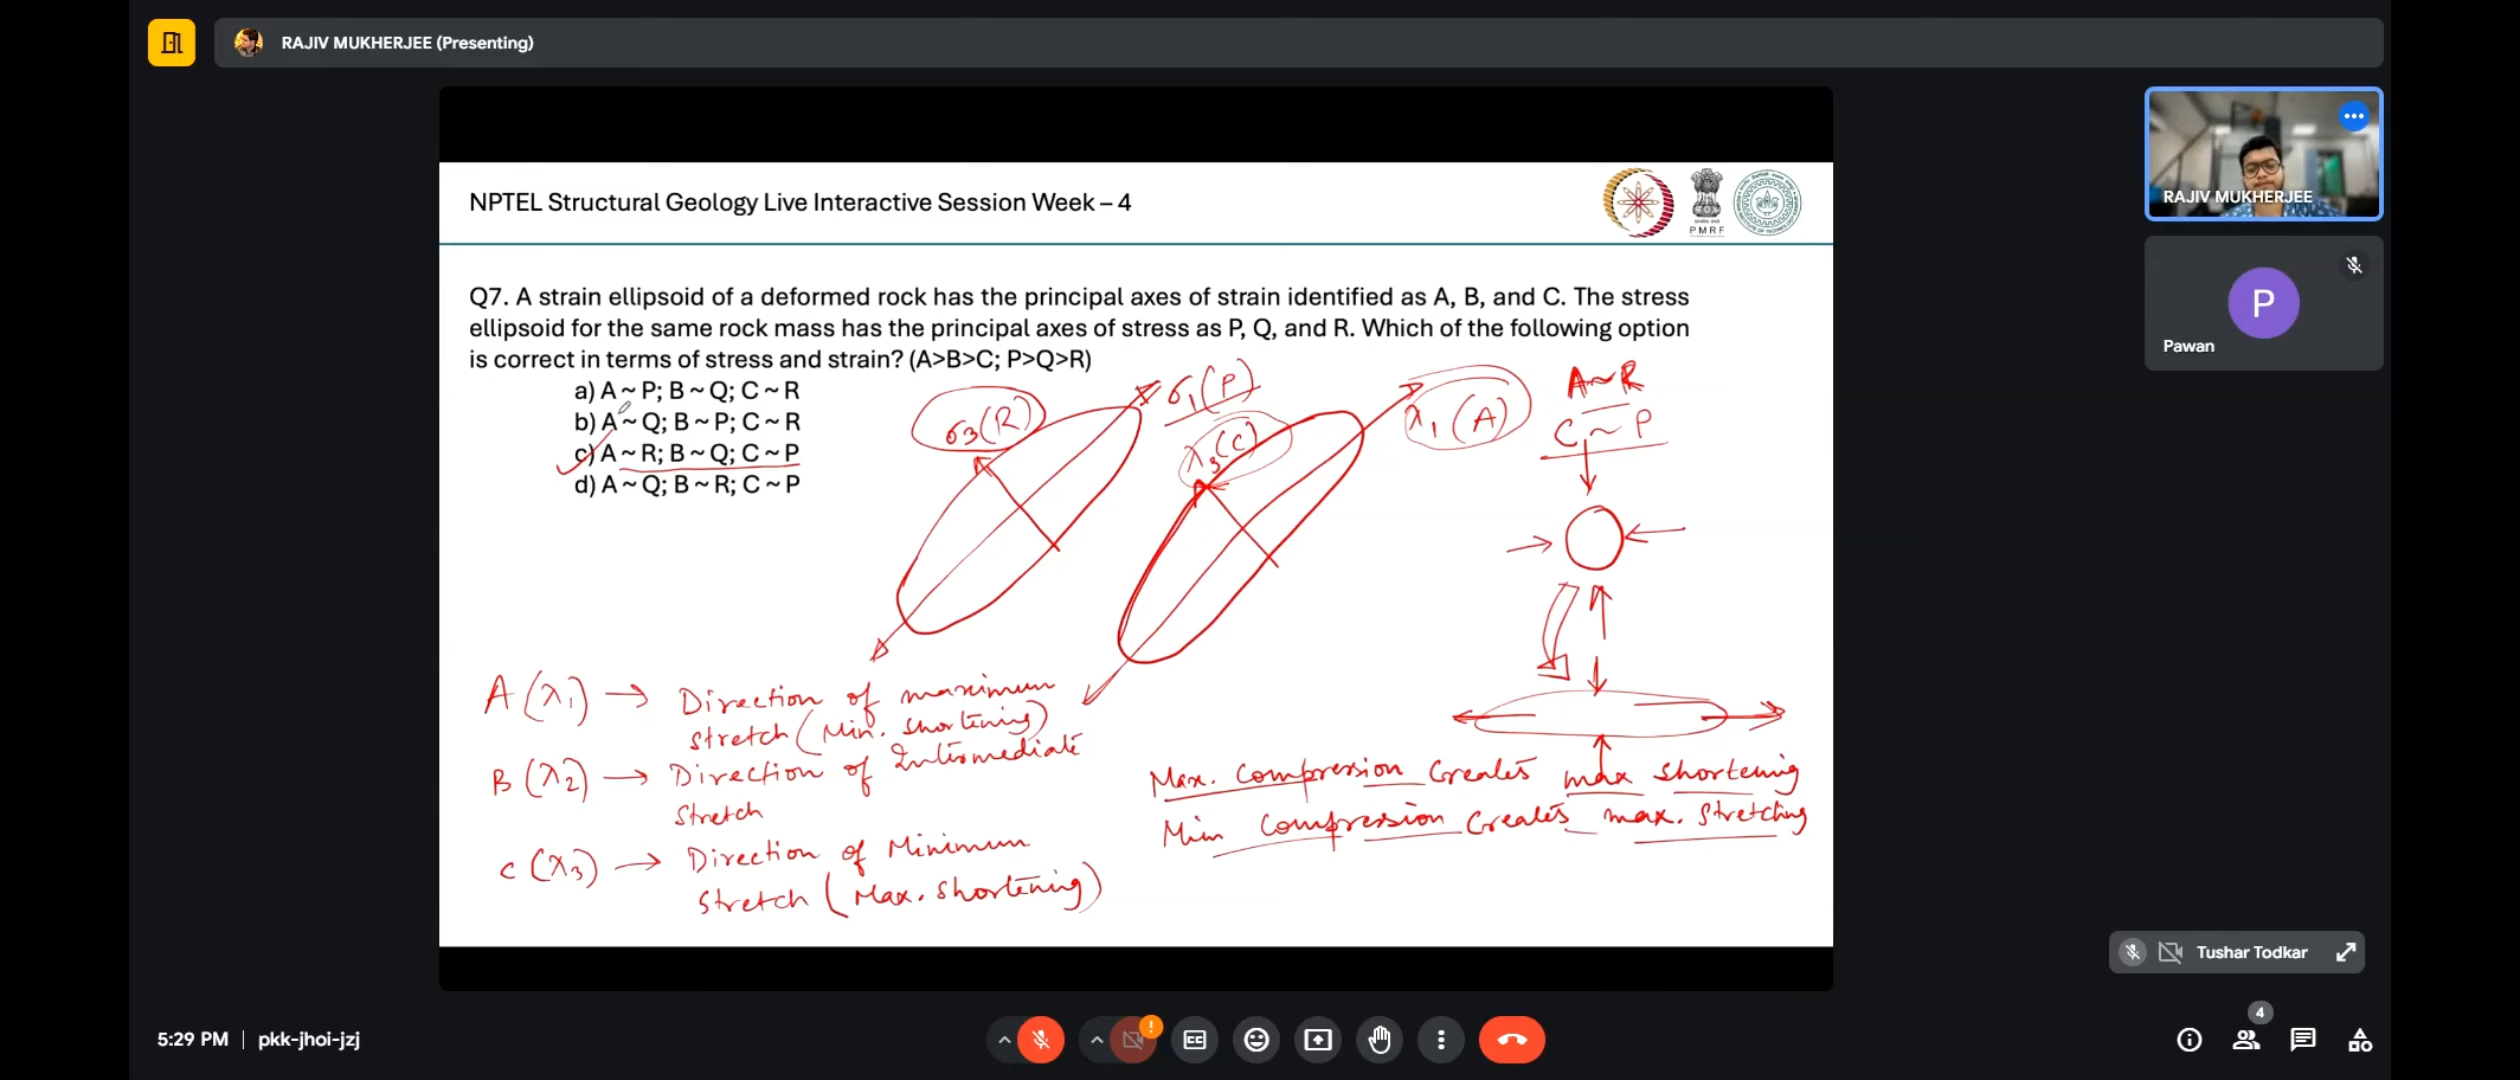 RAJIV MUKHERJEE (Presenting)
NPTEL Structural Geology Live Interactive Session Week – 4
PMRF
Q7. A strain ellipsoid of a deformed rock has the principal axes of strain identified as A, B, and C. The stress
ellipsoid for the same rock mass has the principal axes of stress as P, Q, and R. Which of the following option
is correct in terms of stress and strain? (A>B>C; P>Q>R)
a) A ~ P; B ~ Q; C ~ R
b) A ~ Q; B ~ P; C ~ R
c) A ~ R; B ~ Q; C ~ P
d) A ~ Q; B ~ R; C ~ P
σ3 (R)
σ1 (P)
λ3 (C)
λ1 (A)
A~R
C ~ P
A (λ1) → Direction of maximum
stretch (Min. shortening)
B (λ2) → Direction of Intermediate
stretch
C (λ3) → Direction of Minimum
stretch (Max. shortening)
Max. Compression Creates max shortening
Min Compression Creates max. stretching
RAJIV MUKHERJEE
P
Pawan
Tushar Todkar
5:29 PM | pkk-jhoi-jzj
!
CC
4